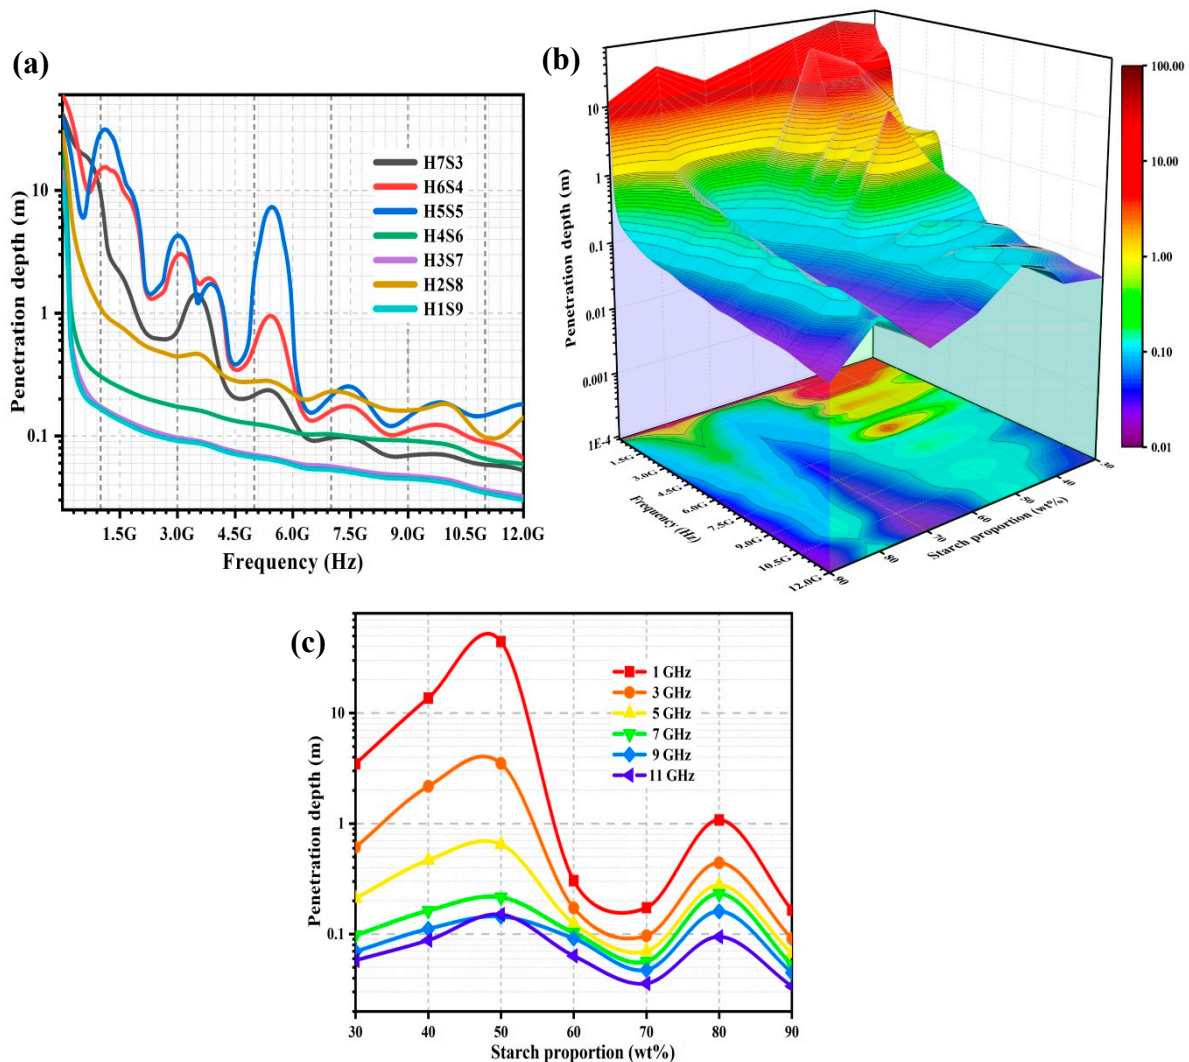 (a)
Penetration depth (m)
10
1
0.1
H7S3
H6S4
H5S5
H4S6
H3S7
H2S8
H1S9
1.5G 3.0G 4.5G 6.0G 7.5G 9.0G 10.5G 12.0G
Frequency (Hz)
(b)
Penetration depth (m)
10
1
0.1
0.01
0.001
1E-4
1.5G
3.0G
4.5G
6.0G
7.5G
9.0G
10.5G
12.0G
Frequency (Hz)
90
80
70
60
50
40
30
Starch proportion (wt%)
100.00
10.00
1.00
0.10
0.01
(c)
Penetration depth (m)
10
1
0.1
1 GHz
3 GHz
5 GHz
7 GHz
9 GHz
11 GHz
30 40 50 60 70 80 90
Starch proportion (wt%)